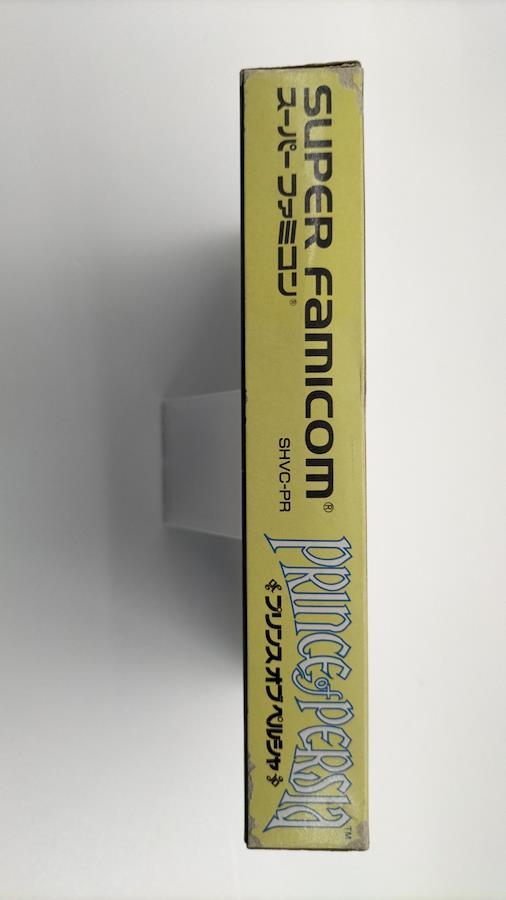 SUPER FAMICOM®
スーパーファミコン®
SHVC-PR
PRINCE of PERSIA™
プリンス オブ ペルシャ